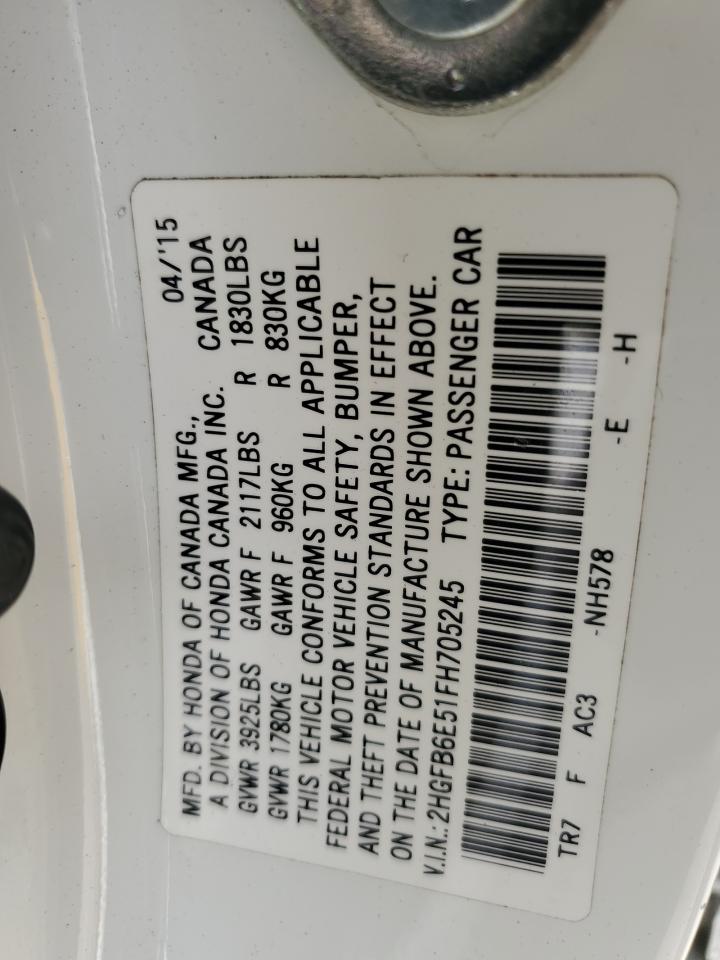 MFD. BY HONDA OF CANADA MFG., 04/'15
A DIVISION OF HONDA CANADA INC. CANADA
GVWR 3925LBS GAWR F 2117LBS R 1830LBS
GVWR 1780KG GAWR F 960KG R 830KG
THIS VEHICLE CONFORMS TO ALL APPLICABLE
FEDERAL MOTOR VEHICLE SAFETY, BUMPER,
AND THEFT PREVENTION STANDARDS IN EFFECT
ON THE DATE OF MANUFACTURE SHOWN ABOVE.
V.I.N.: 2HGFB6E51FH705245 TYPE: PASSENGER CAR
TR7 F AC3 -NH578 -E -H